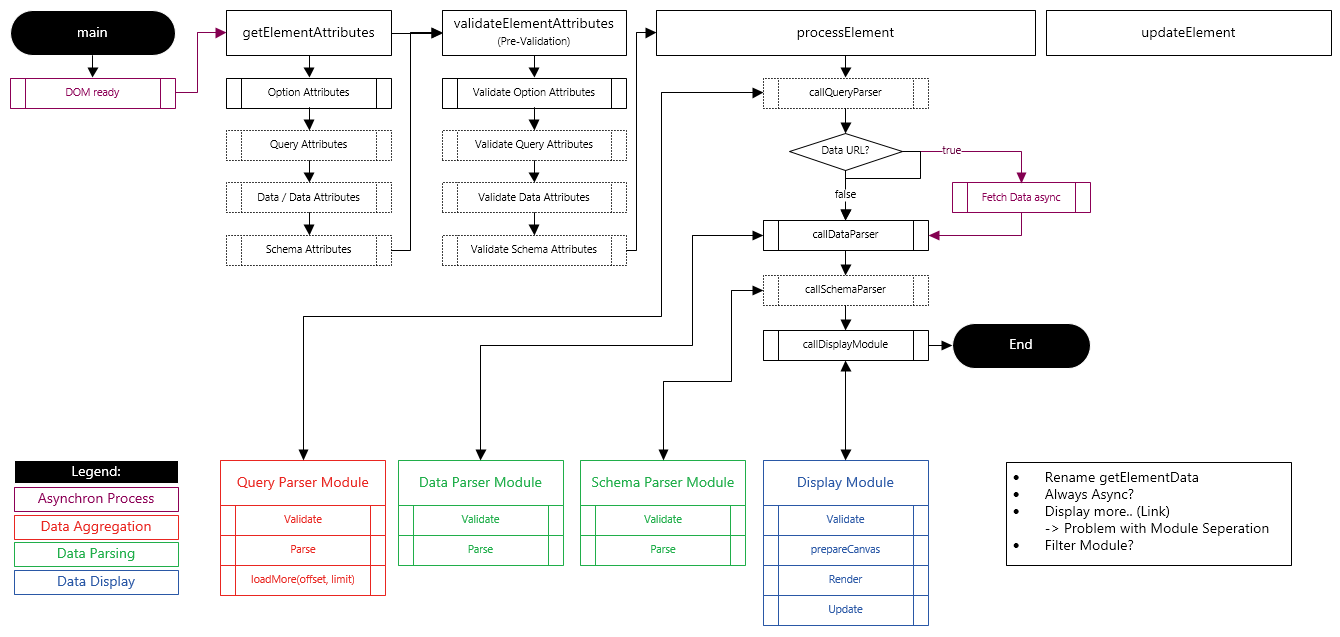 main
DOM ready
getElementAttributes
Option Attributes
Query Attributes
Data / Data Attributes
Schema Attributes
validateElementAttributes
(Pre-Validation)
Validate Option Attributes
Validate Query Attributes
Validate Data Attributes
Validate Schema Attributes
processElement
callQueryParser
Data URL?
true
false
Fetch Data async
callDataParser
callSchemaParser
callDisplayModule
End
updateElement
Legend:
Asynchron Process
Data Aggregation
Data Parsing
Data Display
Query Parser Module
Validate
Parse
loadMore(offset, limit)
Data Parser Module
Validate
Parse
Schema Parser Module
Validate
Parse
Display Module
Validate
prepareCanvas
Render
Update
• Rename getElementData
• Always Async?
• Display more.. (Link)
-> Problem with Module Seperation
• Filter Module?